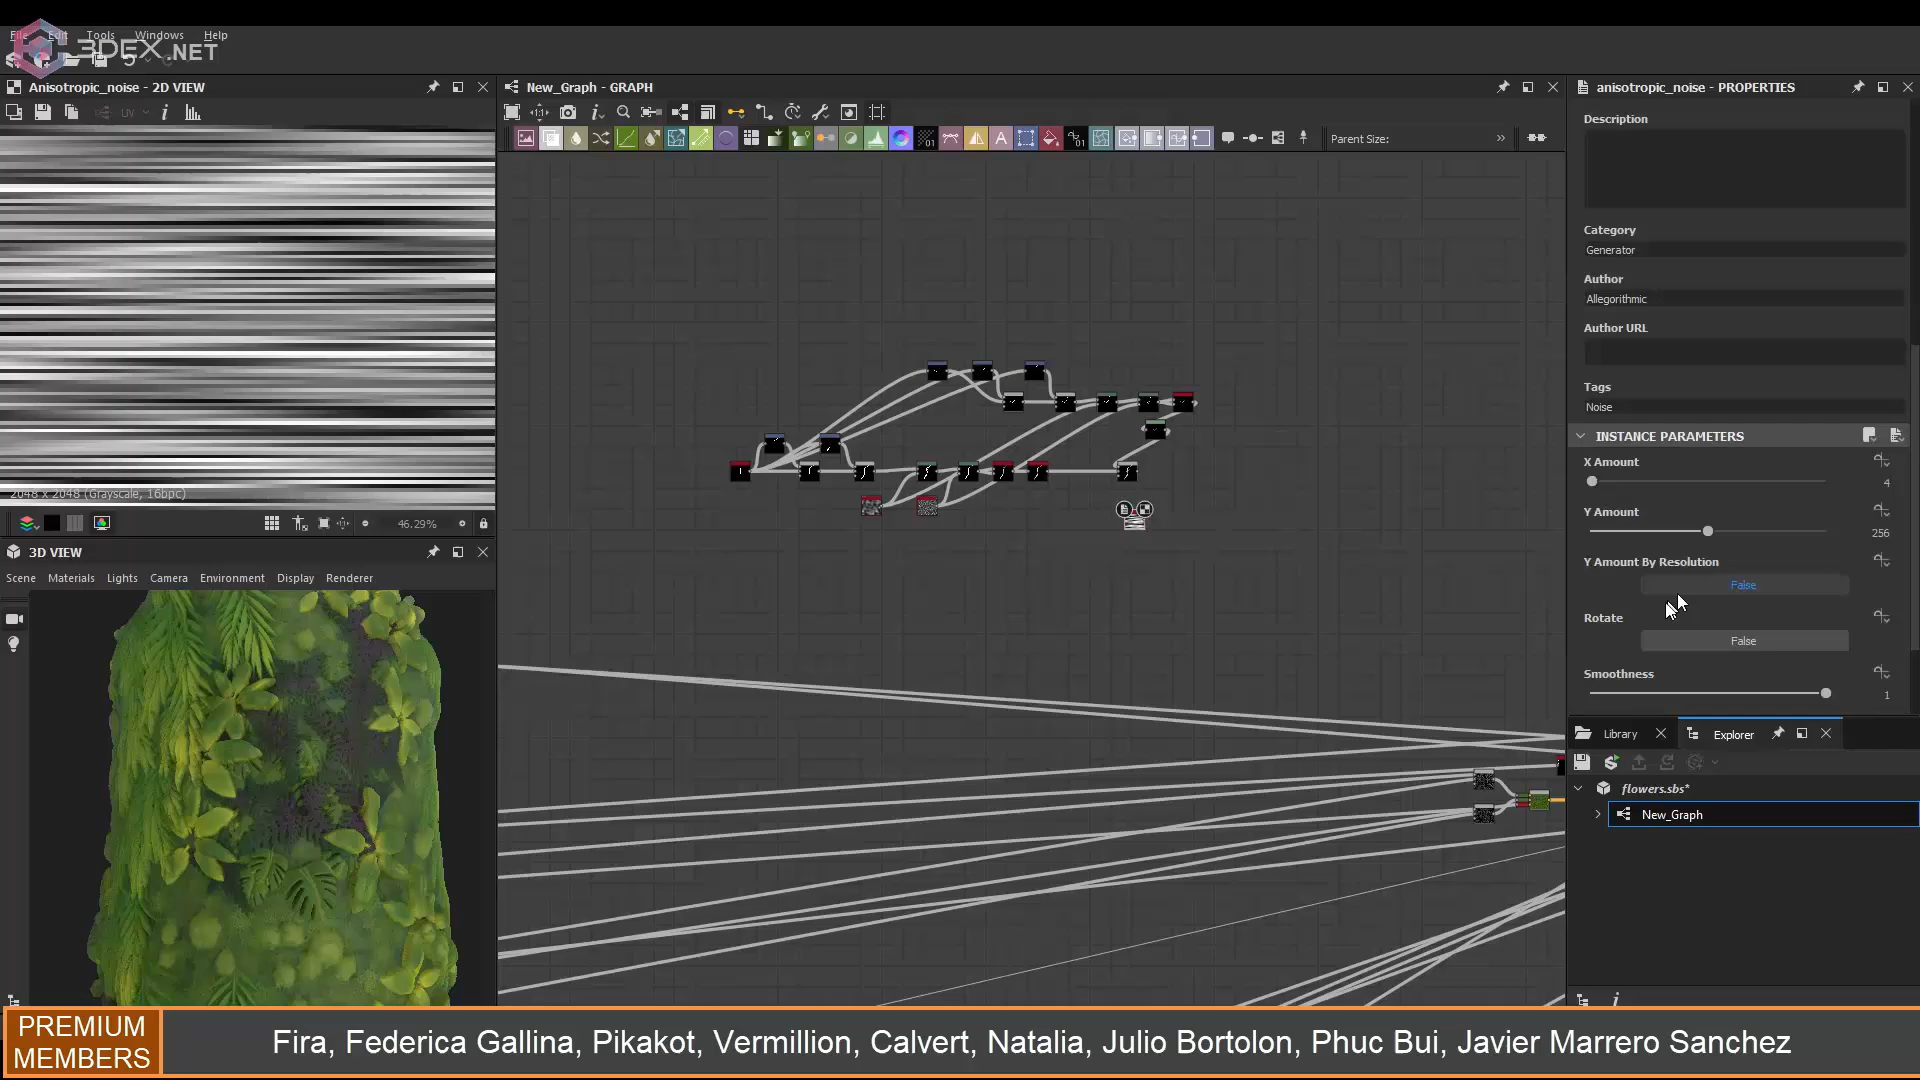 File Edit Tools Windows Help
3DEX.NET
Anisotropic_noise - 2D VIEW
UV
2048 x 2048 (Grayscale, 16bpc)
46.29%
3D VIEW
Scene Materials Lights Camera Environment Display Renderer
New_Graph - GRAPH
Parent Size:
anisotropic_noise - PROPERTIES
Description
Category
Generator
Author
Allegorithmic
Author URL
Tags
Noise
INSTANCE PARAMETERS
X Amount
4
Y Amount
256
Y Amount By Resolution
False
Rotate
False
Smoothness
1
Library Explorer
flowers.sbs*
New_Graph
PREMIUM
MEMBERS
Fira, Federica Gallina, Pikakot, Vermillion, Calvert, Natalia, Julio Bortolon, Phuc Bui, Javier Marrero Sanchez